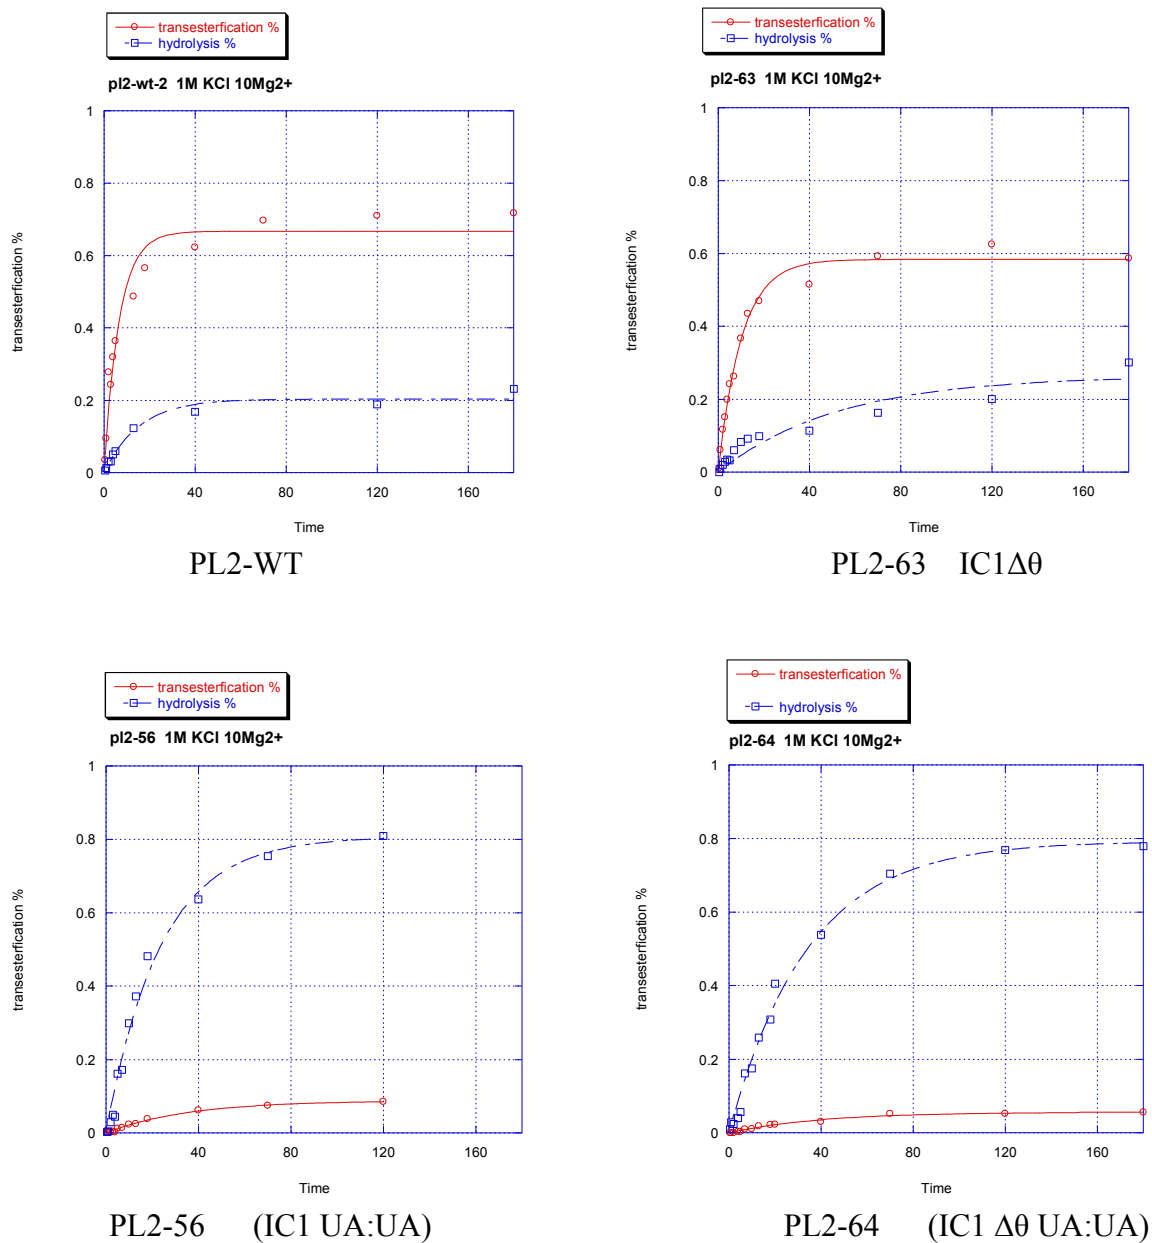 transesterfication %
hydrolysis %
pl2-wt-2 1M KCl 10Mg2+
1
0.8
0.6
0.4
0.2
0
0 40 80 120 160
transesterfication %
Time
PL2-WT
transesterfication %
hydrolysis %
pl2-63 1M KCl 10Mg2+
1
0.8
0.6
0.4
0.2
0
0 40 80 120 160
transesterfication %
Time
PL2-63 IC1Δθ
transesterfication %
hydrolysis %
pl2-56 1M KCl 10Mg2+
1
0.8
0.6
0.4
0.2
0
0 40 80 120 160
transesterfication %
Time
PL2-56 (IC1 UA:UA)
transesterfication %
hydrolysis %
pl2-64 1M KCl 10Mg2+
1
0.8
0.6
0.4
0.2
0
0 40 80 120 160
transesterfication %
Time
PL2-64 (IC1 Δθ UA:UA)